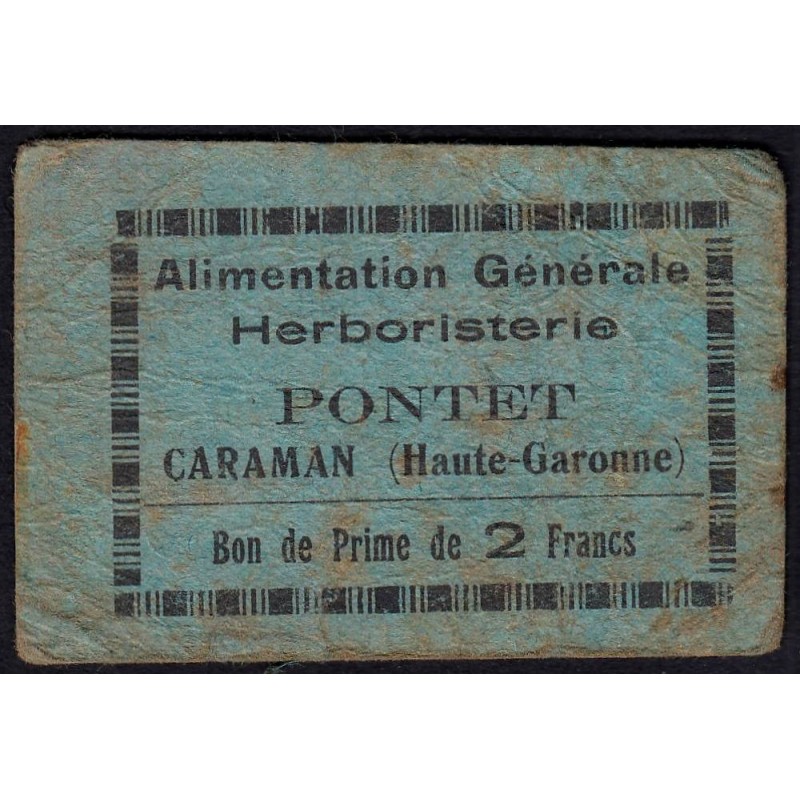 Alimentation Générale
Herboristerie
PONTET
CARAMAN (Haute-Garonne)
Bon de Prime de 2 Francs